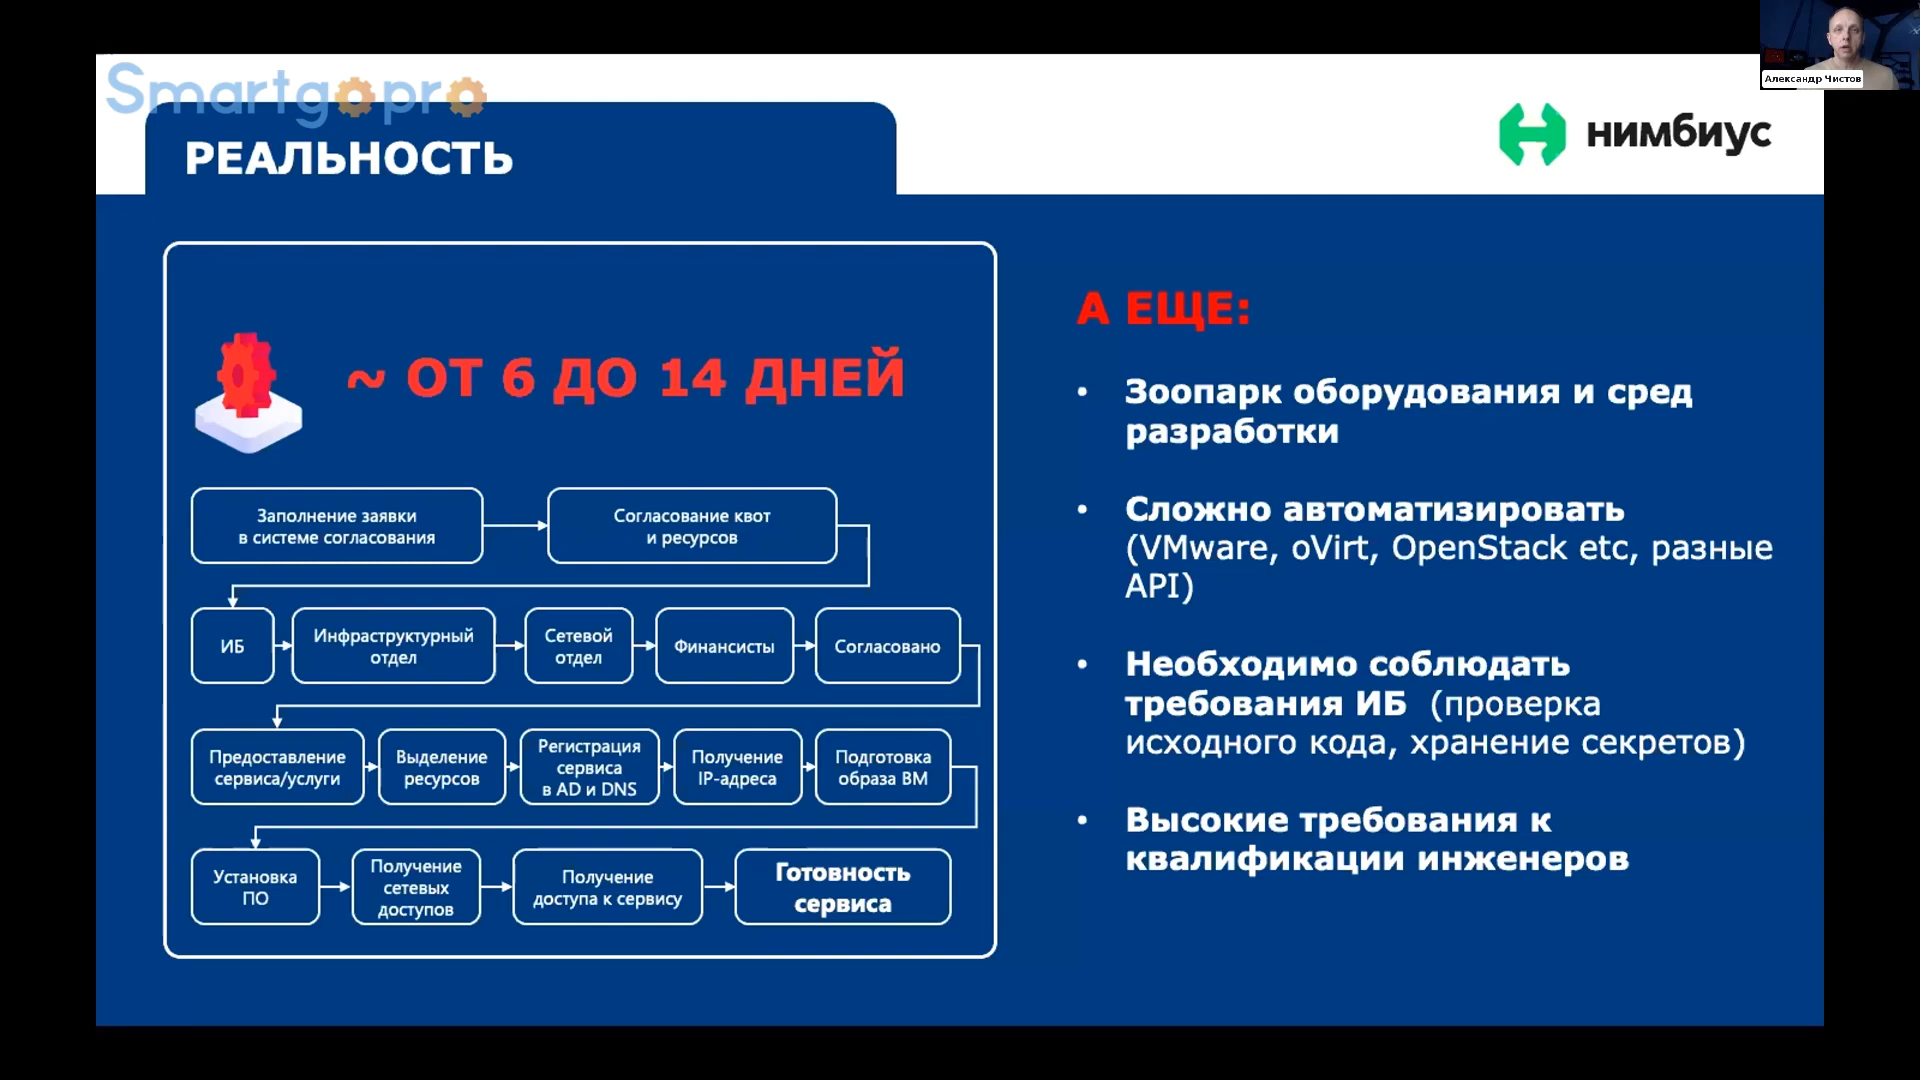 Smartgopro
Александр Чистов
РЕАЛЬНОСТЬ
нимбиус
~ ОТ 6 ДО 14 ДНЕЙ
Заполнение заявки
в системе согласования
Согласование квот
и ресурсов
ИБ
Инфраструктурный
отдел
Сетевой
отдел
Финансисты
Согласовано
Предоставление
сервиса/услуги
Выделение
ресурсов
Регистрация
сервиса
в AD и DNS
Получение
IP-адреса
Подготовка
образа ВМ
Установка
ПО
Получение
сетевых
доступов
Получение
доступа к сервису
Готовность
сервиса
А ЕЩЕ:
• Зоопарк оборудования и сред
разработки
• Сложно автоматизировать
(VMware, oVirt, OpenStack etc, разные
API)
• Необходимо соблюдать
требования ИБ (проверка
исходного кода, хранение секретов)
• Высокие требования к
квалификации инженеров